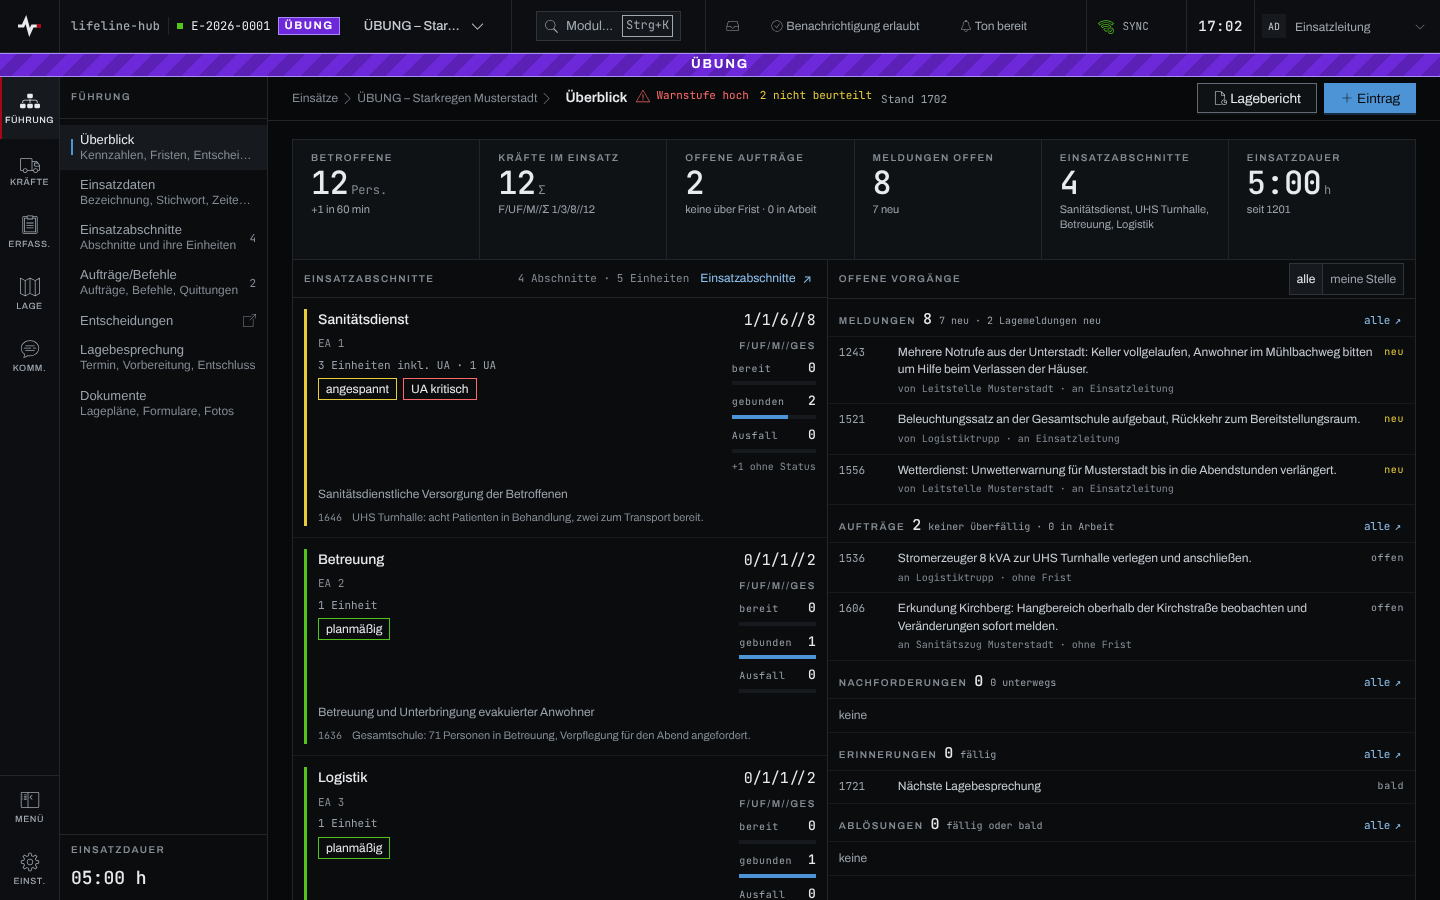 lifeline-hub E-2026-0001 ÜBUNG ÜBUNG – Star... Modul... Strg+K Benachrichtigung erlaubt Ton bereit SYNC 17:02 AD Einsatzleitung
ÜBUNG
FÜHRUNG
KRÄFTE
ERFASS.
LAGE
KOMM.
MENÜ
EINST.
FÜHRUNG
Überblick
Kennzahlen, Fristen, Entschei...
Einsatzdaten
Bezeichnung, Stichwort, Zeite...
Einsatzabschnitte
Abschnitte und ihre Einheiten 4
Aufträge/Befehle
Aufträge, Befehle, Quittungen 2
Entscheidungen
Lagebesprechung
Termin, Vorbereitung, Entschluss
Dokumente
Lagepläne, Formulare, Fotos
EINSATZDAUER
05:00 h
Einsätze ÜBUNG – Starkregen Musterstadt Überblick Warnstufe hoch 2 nicht beurteilt Stand 1702 Lagebericht + Eintrag
BETROFFENE
12 Pers.
+1 in 60 min
KRÄFTE IM EINSATZ
12 Σ
F/UF/M//Σ 1/3/8//12
OFFENE AUFTRÄGE
2
keine über Frist · 0 in Arbeit
MELDUNGEN OFFEN
8
7 neu
EINSATZABSCHNITTE
4
Sanitätsdienst, UHS Turnhalle,
Betreuung, Logistik
EINSATZDAUER
5:00 h
seit 1201
EINSATZABSCHNITTE 4 Abschnitte · 5 Einheiten Einsatzabschnitte ↗
Sanitätsdienst 1/1/6//8
EA 1 F/UF/M//GES
3 Einheiten inkl. UA · 1 UA
angespannt UA kritisch
bereit 0
gebunden 2
Ausfall 0
+1 ohne Status
Sanitätsdienstliche Versorgung der Betroffenen
1646 UHS Turnhalle: acht Patienten in Behandlung, zwei zum Transport bereit.
Betreuung 0/1/1//2
EA 2 F/UF/M//GES
1 Einheit
planmäßig
bereit 0
gebunden 1
Ausfall 0
Betreuung und Unterbringung evakuierter Anwohner
1636 Gesamtschule: 71 Personen in Betreuung, Verpflegung für den Abend angefordert.
Logistik 0/1/1//2
EA 3 F/UF/M//GES
1 Einheit
planmäßig
bereit 0
gebunden 1
Ausfall 0
OFFENE VORGÄNGE alle meine Stelle
MELDUNGEN 8 7 neu · 2 Lagemeldungen neu alle ↗
1243 Mehrere Notrufe aus der Unterstadt: Keller vollgelaufen, Anwohner im Mühlbachweg bitten neu
um Hilfe beim Verlassen der Häuser.
von Leitstelle Musterstadt · an Einsatzleitung
1521 Beleuchtungssatz an der Gesamtschule aufgebaut, Rückkehr zum Bereitstellungsraum. neu
von Logistiktrupp · an Einsatzleitung
1556 Wetterdienst: Unwetterwarnung für Musterstadt bis in die Abendstunden verlängert. neu
von Leitstelle Musterstadt · an Einsatzleitung
AUFTRÄGE 2 keiner überfällig · 0 in Arbeit alle ↗
1536 Stromerzeuger 8 kVA zur UHS Turnhalle verlegen und anschließen. offen
an Logistiktrupp · ohne Frist
1606 Erkundung Kirchberg: Hangbereich oberhalb der Kirchstraße beobachten und offen
Veränderungen sofort melden.
an Sanitätszug Musterstadt · ohne Frist
NACHFORDERUNGEN 0 0 unterwegs alle ↗
keine
ERINNERUNGEN 0 fällig alle ↗
1721 Nächste Lagebesprechung bald
ABLÖSUNGEN 0 fällig oder bald alle ↗
keine